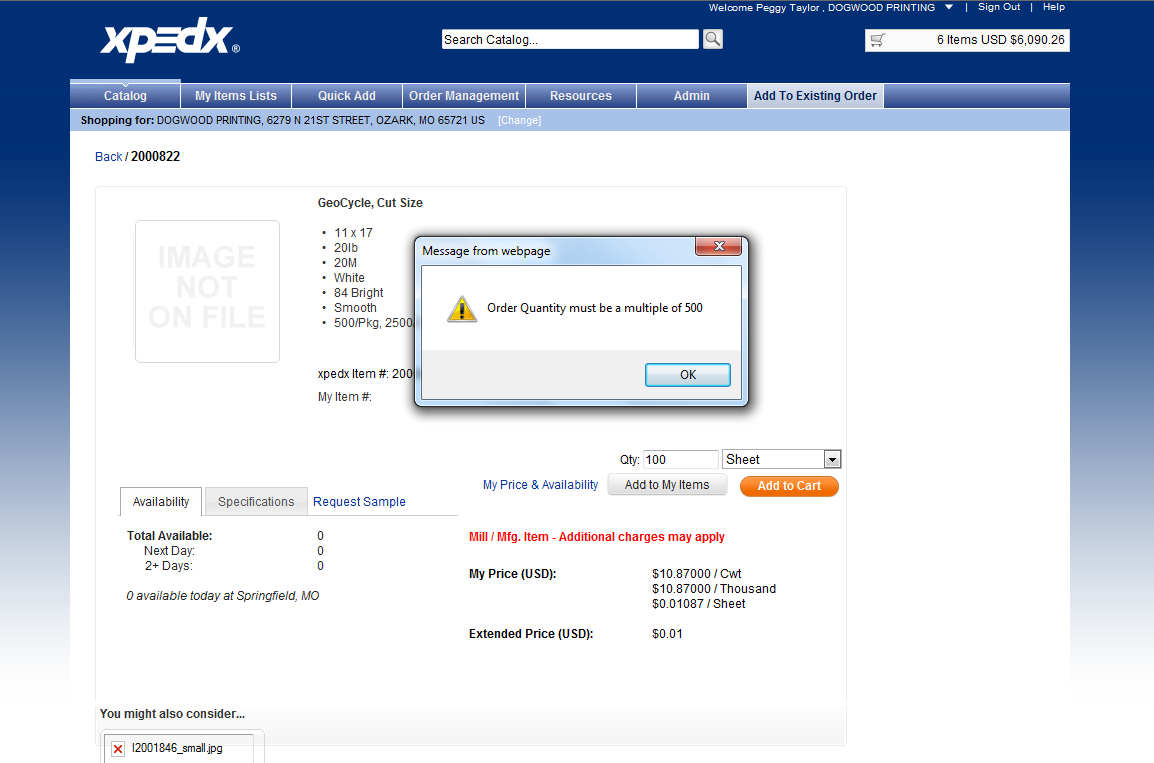 Welcome Peggy Taylor , DOGWOOD PRINTING | Sign Out | Help
xpedx®
Search Catalog...
6 Items USD $6,090.26
Catalog My Items Lists Quick Add Order Management Resources Admin Add To Existing Order
Shopping for: DOGWOOD PRINTING, 6279 N 21ST STREET, OZARK, MO 65721 US [Change]
Back / 2000822
IMAGE
NOT
ON FILE
GeoCycle, Cut Size
• 11 x 17
• 20lb
• 20M
• White
• 84 Bright
• Smooth
• 500/Pkg, 2500/
xpedx Item #: 200
My Item #:
Message from webpage
Order Quantity must be a multiple of 500
OK
Qty: 100 Sheet
My Price & Availability Add to My Items Add to Cart
Availability Specifications Request Sample
Total Available: 0
Next Day: 0
2+ Days: 0
0 available today at Springfield, MO
Mill / Mfg. Item - Additional charges may apply
My Price (USD): $10.87000 / Cwt
$10.87000 / Thousand
$0.01087 / Sheet
Extended Price (USD): $0.01
You might also consider...
I2001846_small.jpg